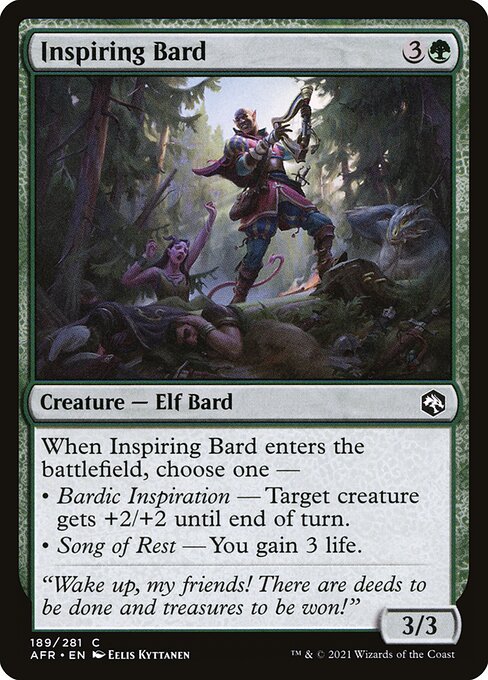 Inspiring Bard 3
Creature — Elf Bard
When Inspiring Bard enters the
battlefield, choose one —
• Bardic Inspiration — Target creature
gets +2/+2 until end of turn.
• Song of Rest — You gain 3 life.
“Wake up, my friends! There are deeds to
be done and treasures to be won!”
3/3
189/281 C
AFR • EN Eelis Kyttanen
™ & © 2021 Wizards of the Coast